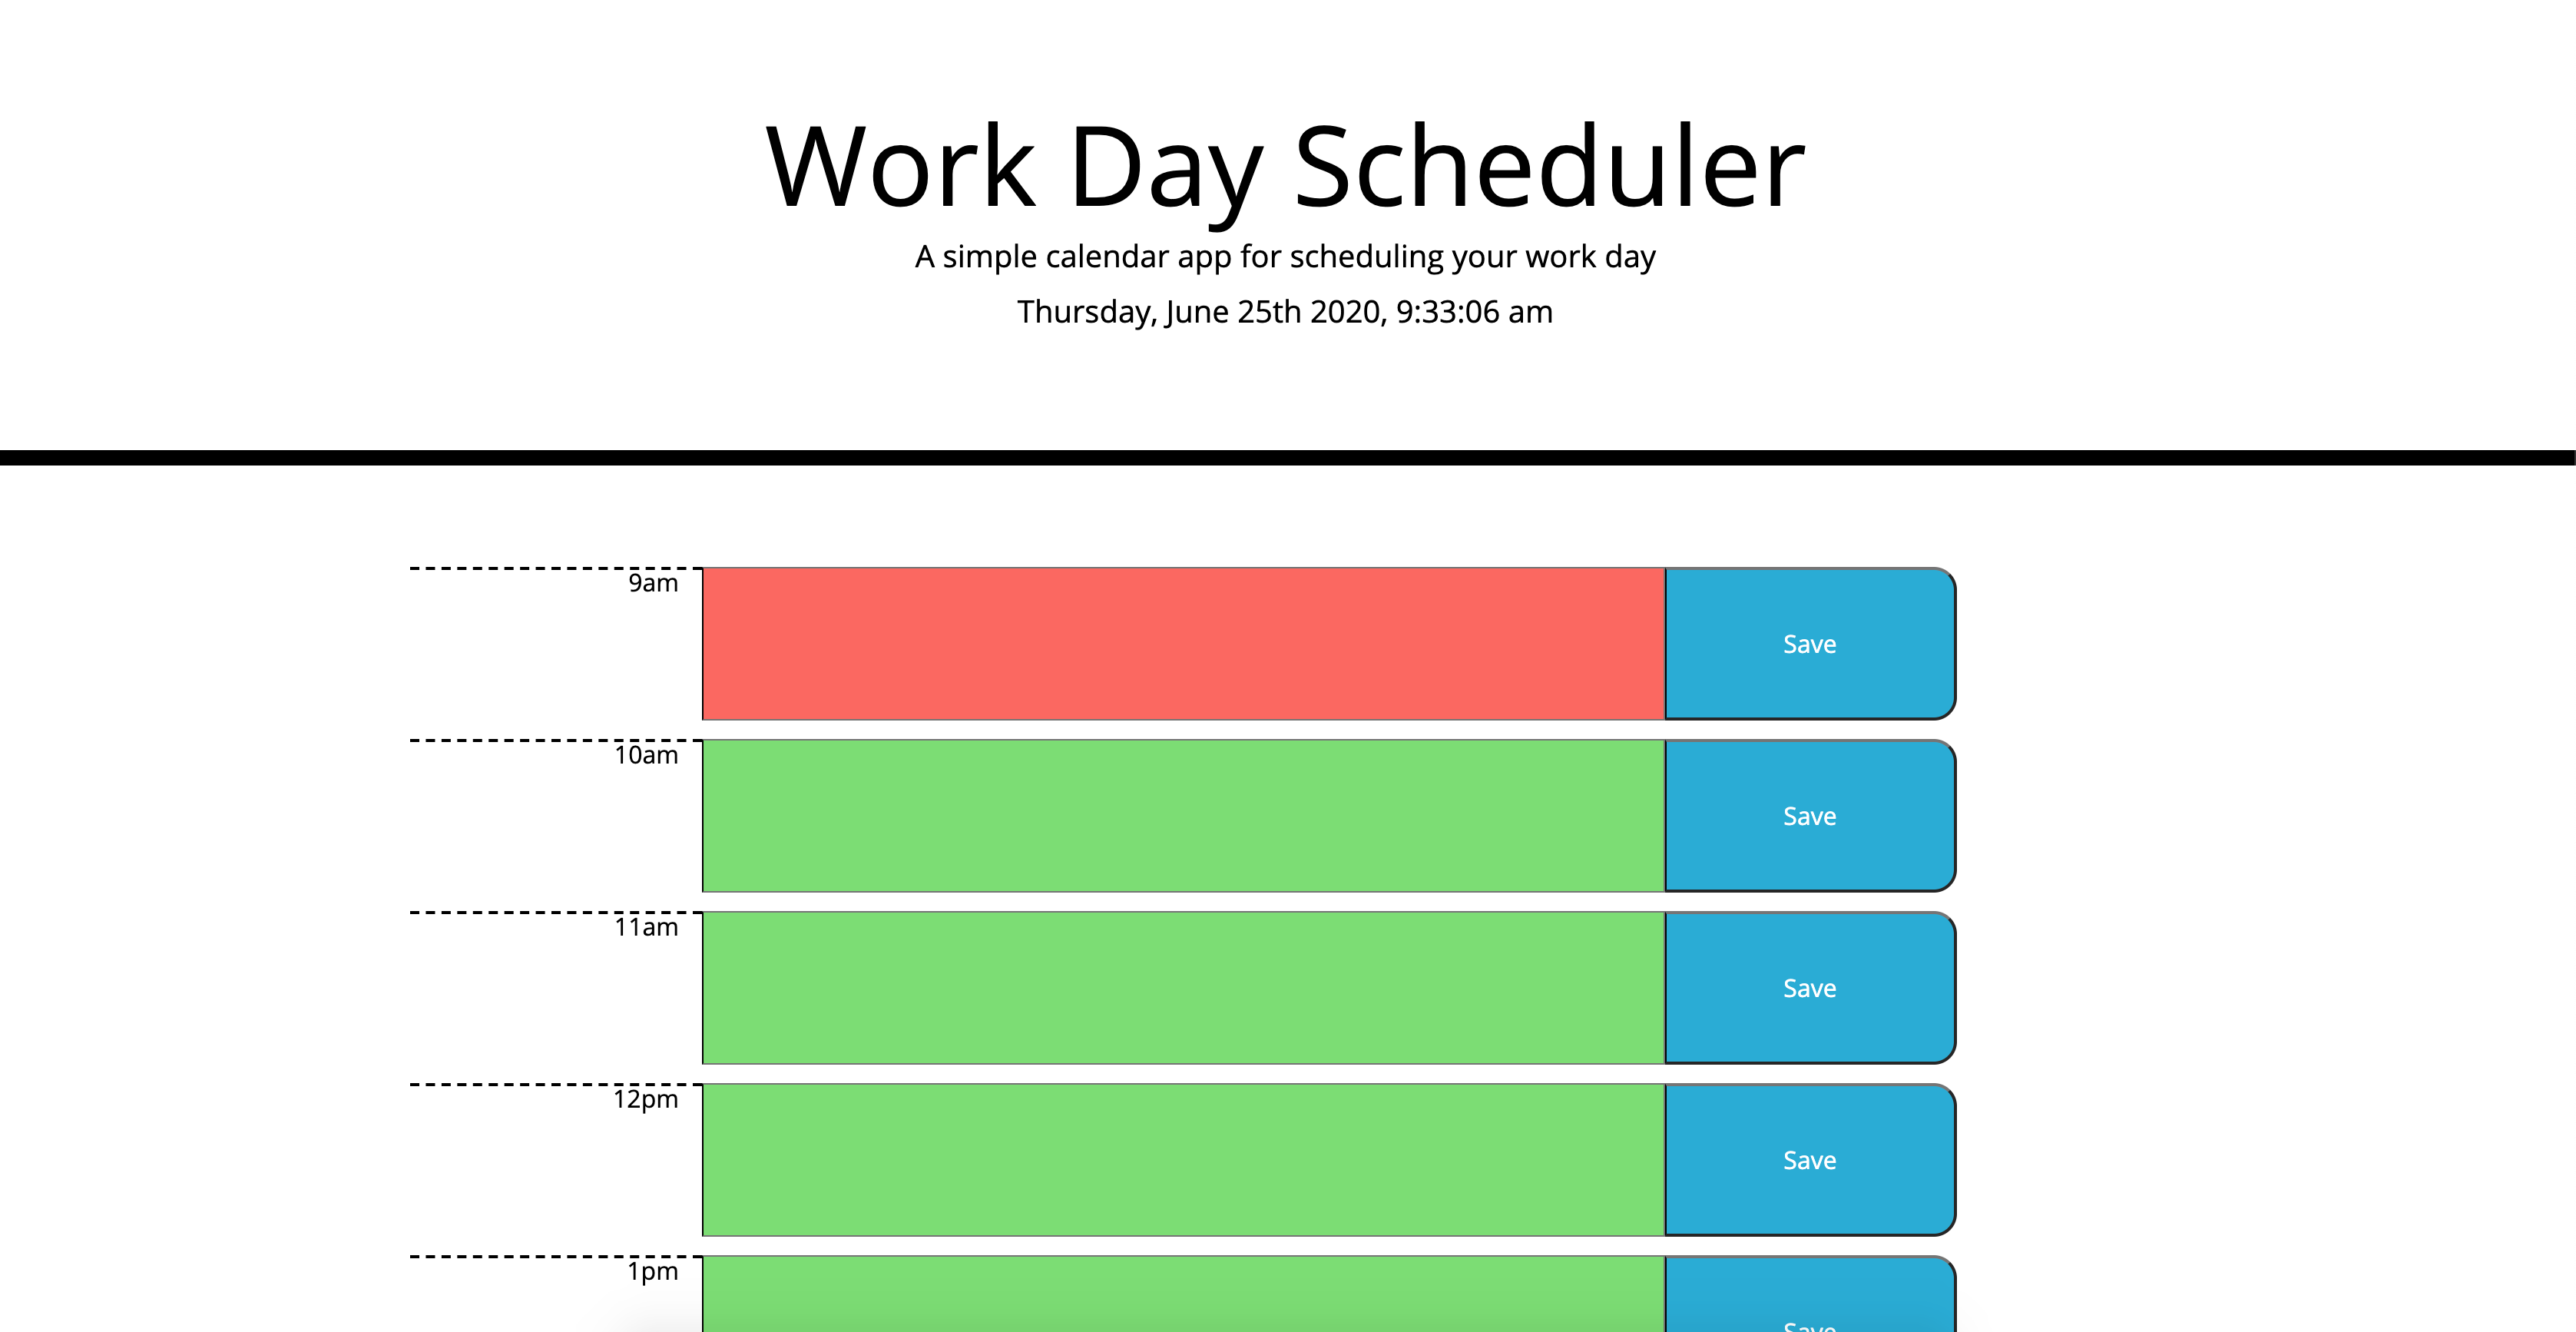 Work Day Scheduler
A simple calendar app for scheduling your work day
Thursday, June 25th 2020, 9:33:06 am
9am
Save
10am
Save
11am
Save
12pm
Save
1pm
Save